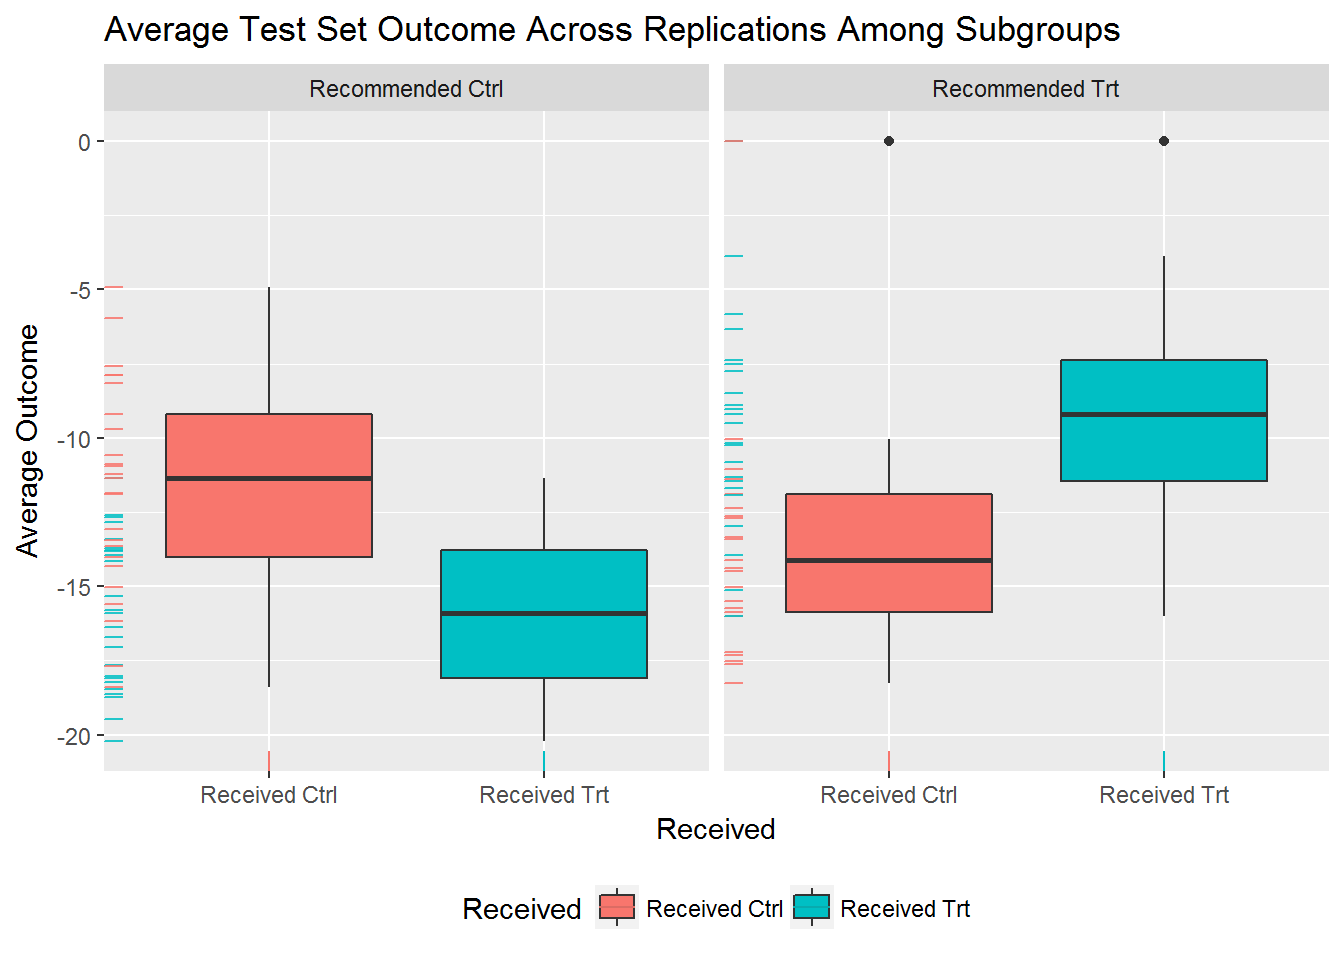 Average Test Set Outcome Across Replications Among Subgroups
Recommended Ctrl
Recommended Trt
Average Outcome
0
-5
-10
-15
-20
Received Ctrl
Received Trt
Received Ctrl
Received Trt
Received
Received
Received Ctrl
Received Trt